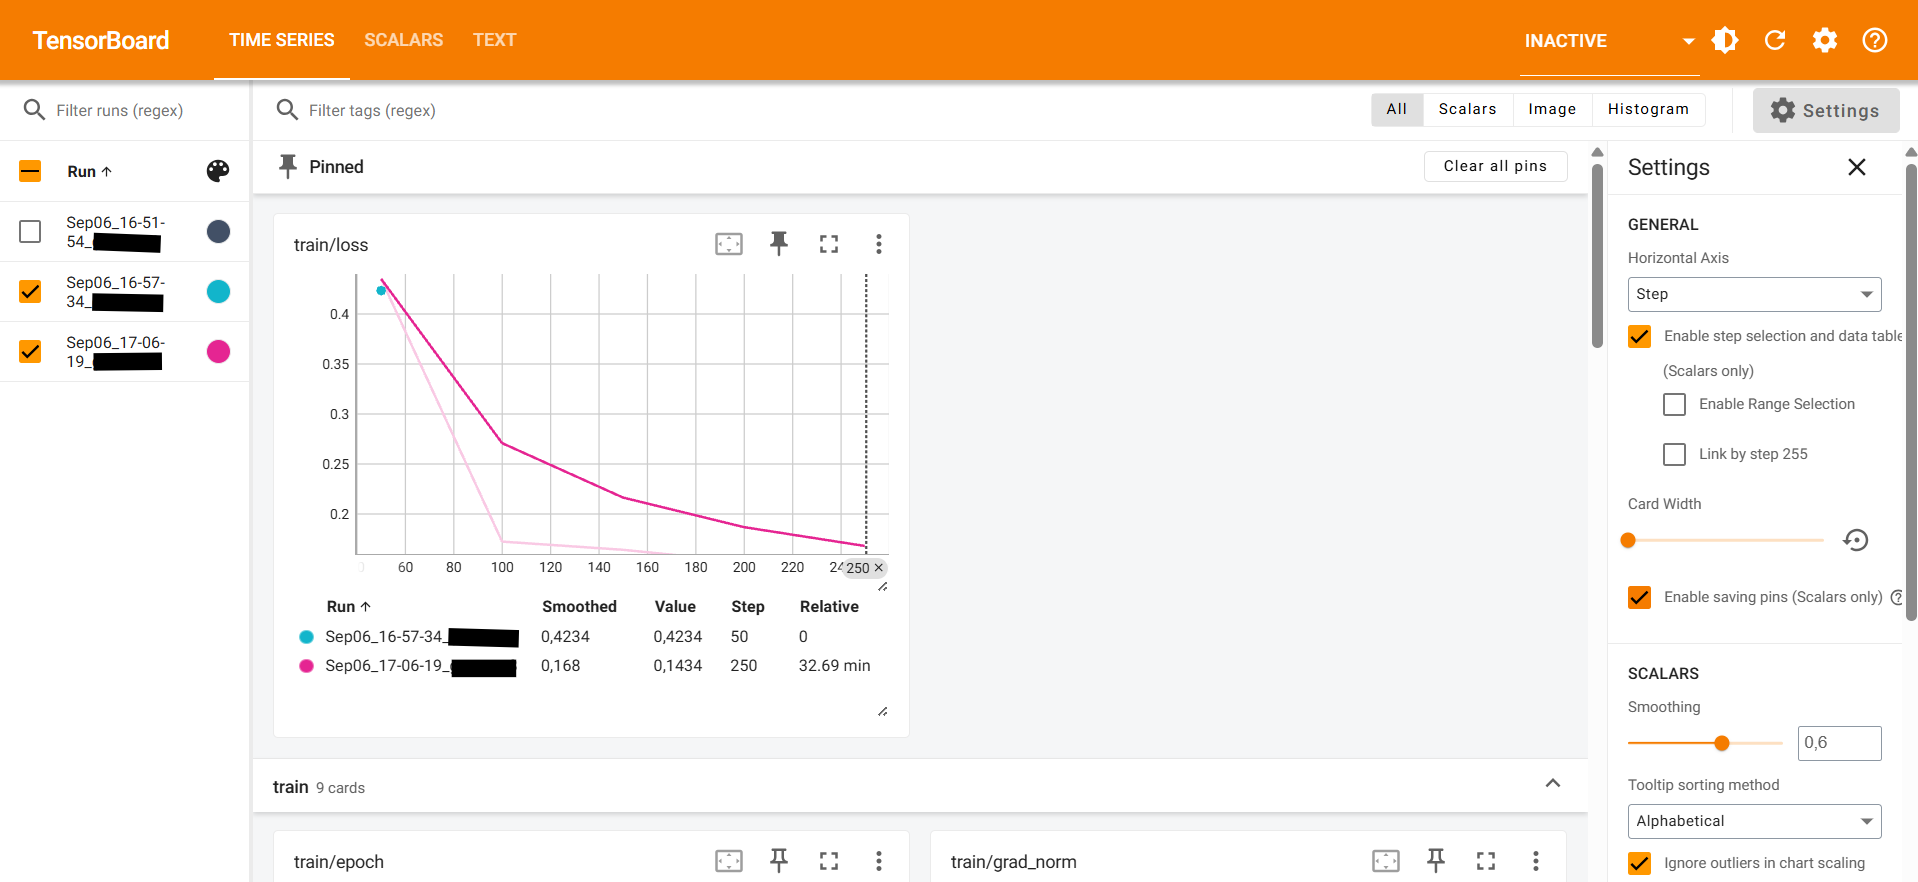 TensorBoard TIME SERIES SCALARS TEXT INACTIVE
Filter runs (regex)
Filter tags (regex)
All Scalars Image Histogram
Settings
Run
Sep06_16-51-
54_
Sep06_16-57-
34_
Sep06_17-06-
19_
Pinned
Clear all pins
train/loss
0.4
0.35
0.3
0.25
0.2
60 80 100 120 140 160 180 200 220 24 250
Run Smoothed Value Step Relative
Sep06_16-57-34_ 0,4234 0,4234 50 0
Sep06_17-06-19_ 0,168 0,1434 250 32.69 min
train 9 cards
train/epoch
train/grad_norm
Settings
GENERAL
Horizontal Axis
Step
Enable step selection and data table
(Scalars only)
Enable Range Selection
Link by step 255
Card Width
Enable saving pins (Scalars only)
SCALARS
Smoothing
0,6
Tooltip sorting method
Alphabetical
Ignore outliers in chart scaling